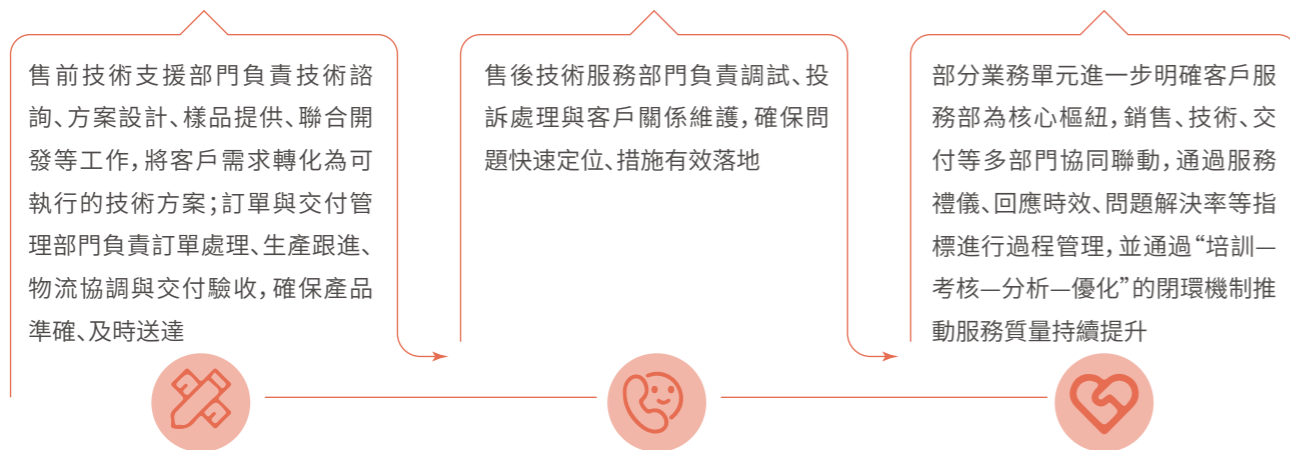 售前技術支援部門負責技術諮
詢、方案設計、樣品提供、聯合開
發等工作,將客戶需求轉化為可
執行的技術方案;訂單與交付管
理部門負責訂單處理、生產跟進、
物流協調與交付驗收,確保產品
準確、及時送達
售後技術服務部門負責調試、投
訴處理與客戶關係維護,確保問
題快速定位、措施有效落地
部分業務單元進一步明確客戶服
務部為核心樞紐,銷售、技術、交
付等多部門協同聯動,通過服務
禮儀、回應時效、問題解決率等指
標進行過程管理,並通過“培訓—
考核—分析—優化”的閉環機制推
動服務質量持續提升